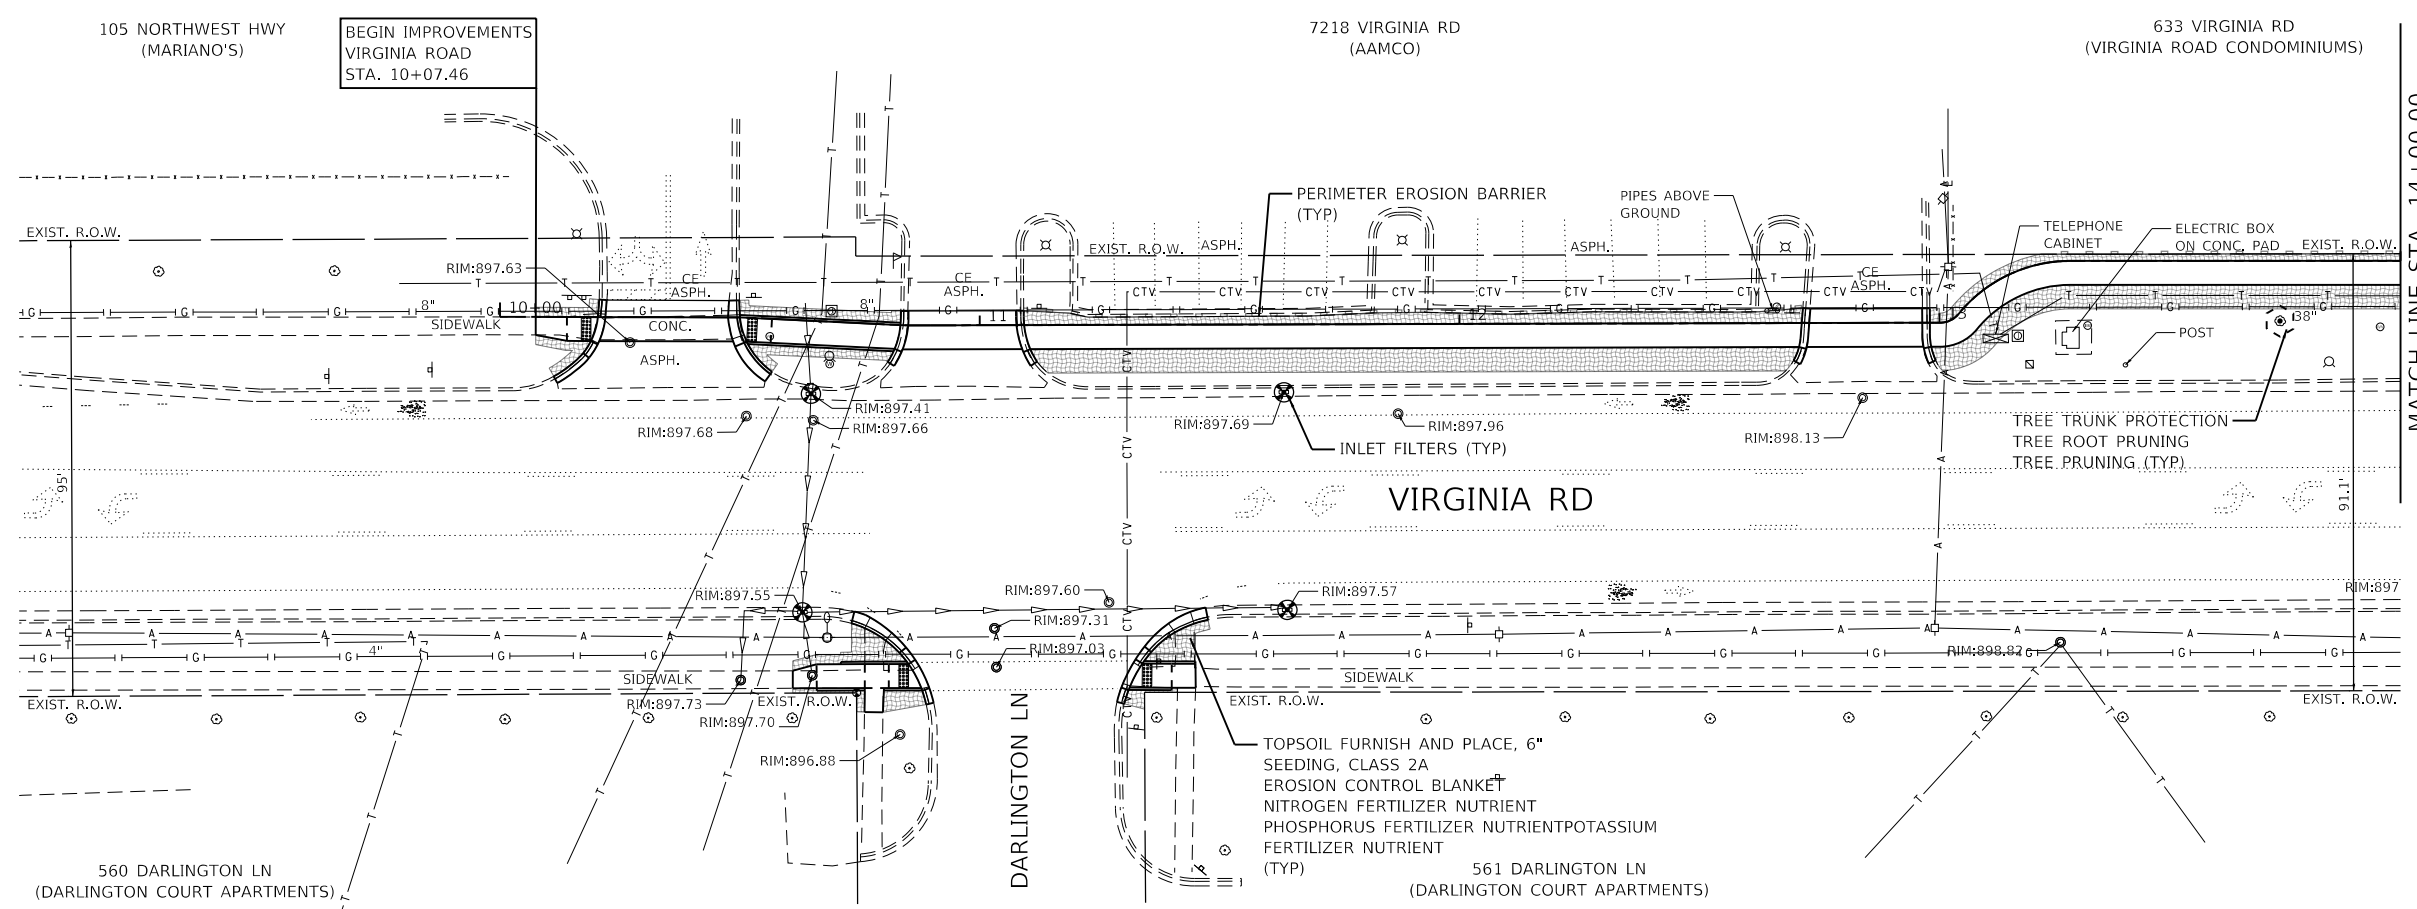 105 NORTHWEST HWY
(MARIANO'S)
BEGIN IMPROVEMENTS
VIRGINIA ROAD
STA. 10+07.46
7218 VIRGINIA RD
(AAMCO)
633 VIRGINIA RD
(VIRGINIA ROAD CONDOMINIUMS)
MATCH LINE STA. 14+00.00
PERIMETER EROSION BARRIER
(TYP)
PIPES ABOVE
GROUND
TELEPHONE
CABINET
ELECTRIC BOX
ON CONC. PAD
EXIST. R.O.W.
EXIST. R.O.W.
ASPH.
ASPH.
EXIST. R.O.W.
RIM:897.63
CE
ASPH.
CE
ASPH.
CE
ASPH.
8"
10+00
8"
11
12
13
38"
SIDEWALK
CONC.
ASPH.
POST
RIM:897.41
RIM:897.68
RIM:897.66
RIM:897.69
RIM:897.96
RIM:898.13
INLET FILTERS (TYP)
TREE TRUNK PROTECTION
TREE ROOT PRUNING
TREE PRUNING (TYP)
95'
VIRGINIA RD
91.1'
RIM:897.55
RIM:897.60
RIM:897.57
RIM:897
RIM:897.31
RIM:897.03
RIM:898.82
4"
SIDEWALK
SIDEWALK
EXIST. R.O.W.
RIM:897.73
EXIST. R.O.W.
EXIST. R.O.W.
EXIST. R.O.W.
RIM:897.70
RIM:896.88
DARLINGTON LN
TOPSOIL FURNISH AND PLACE, 6"
SEEDING, CLASS 2A
EROSION CONTROL BLANKET
NITROGEN FERTILIZER NUTRIENT
PHOSPHORUS FERTILIZER NUTRIENTPOTASSIUM
FERTILIZER NUTRIENT
(TYP)
560 DARLINGTON LN
(DARLINGTON COURT APARTMENTS)
561 DARLINGTON LN
(DARLINGTON COURT APARTMENTS)